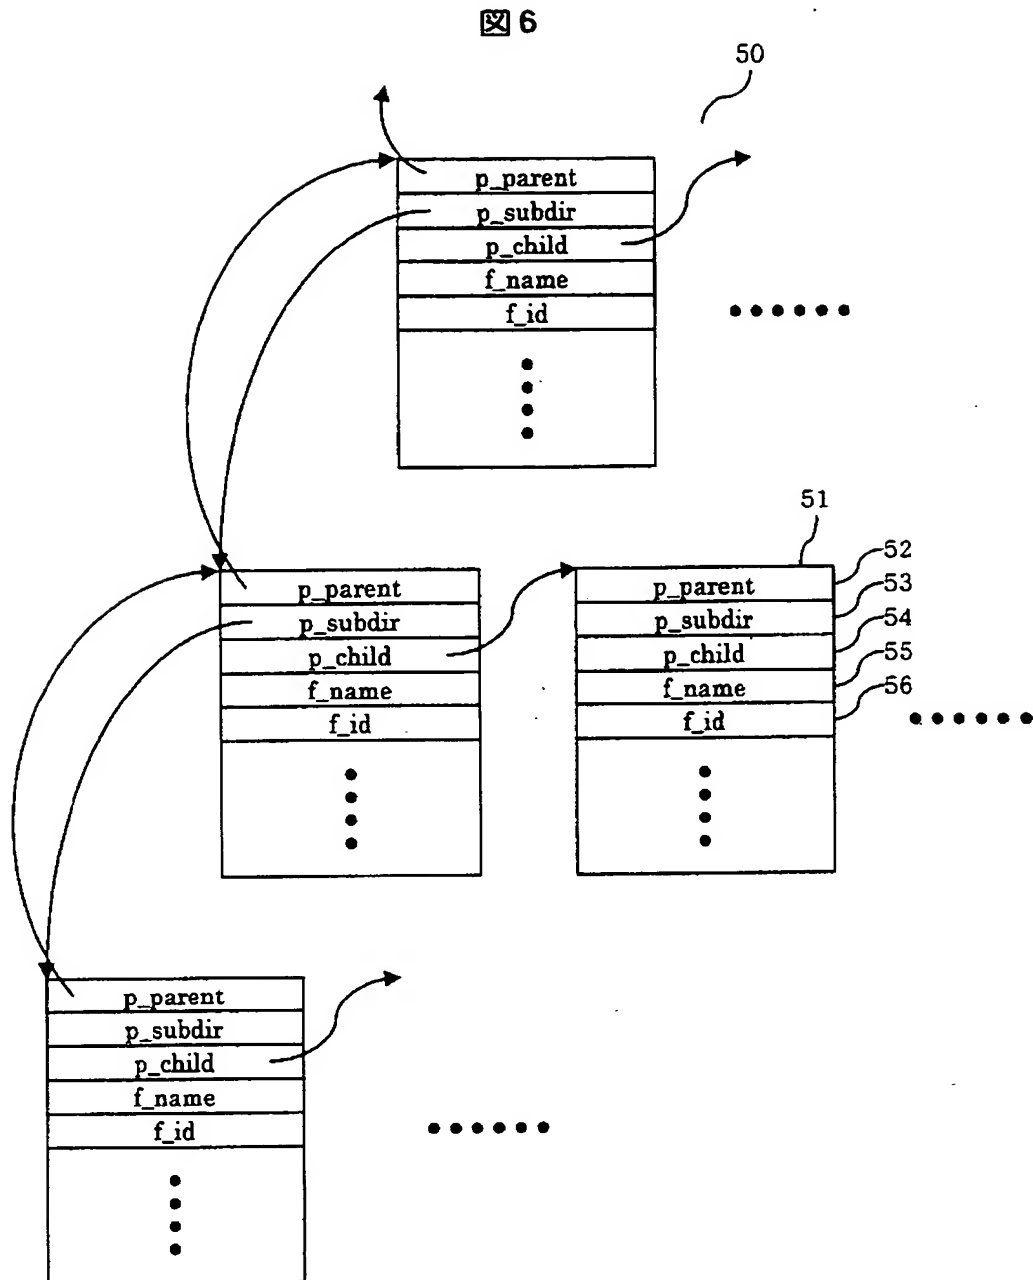 図6
50
p_parent
p_subdir
p_child
f_name
f_id
51
p_parent
p_subdir
p_child
f_name
f_id
p_parent
p_subdir
p_child
f_name
f_id
52
53
54
55
56
p_parent
p_subdir
p_child
f_name
f_id